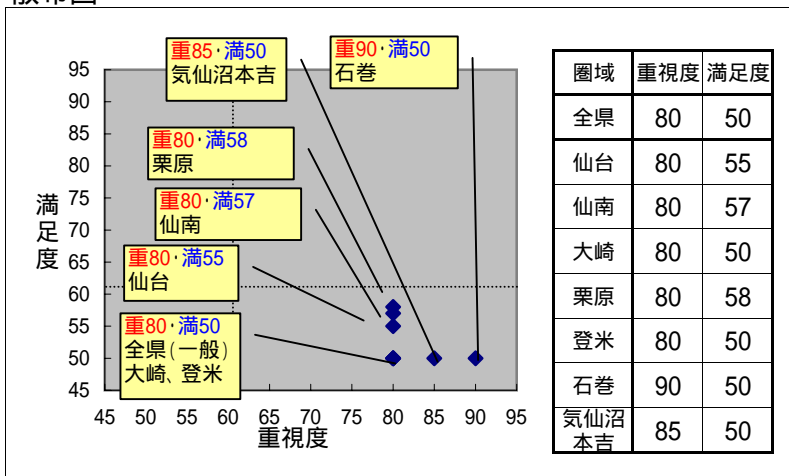 重85・満50
気仙沼本吉
重90・満50
石巻
重80・満58
栗原
重80・満57
仙南
重80・満55
仙台
重80・満50
全県(一般)
大崎、登米
満足度
95
90
85
80
75
70
65
60
55
50
45
45 50 55 60 65 70 75 80 85 90 95
重視度
圏域 重視度 満足度
全県 80 50
仙台 80 55
仙南 80 57
大崎 80 50
栗原 80 58
登米 80 50
石巻 90 50
気仙沼
本吉 85 50